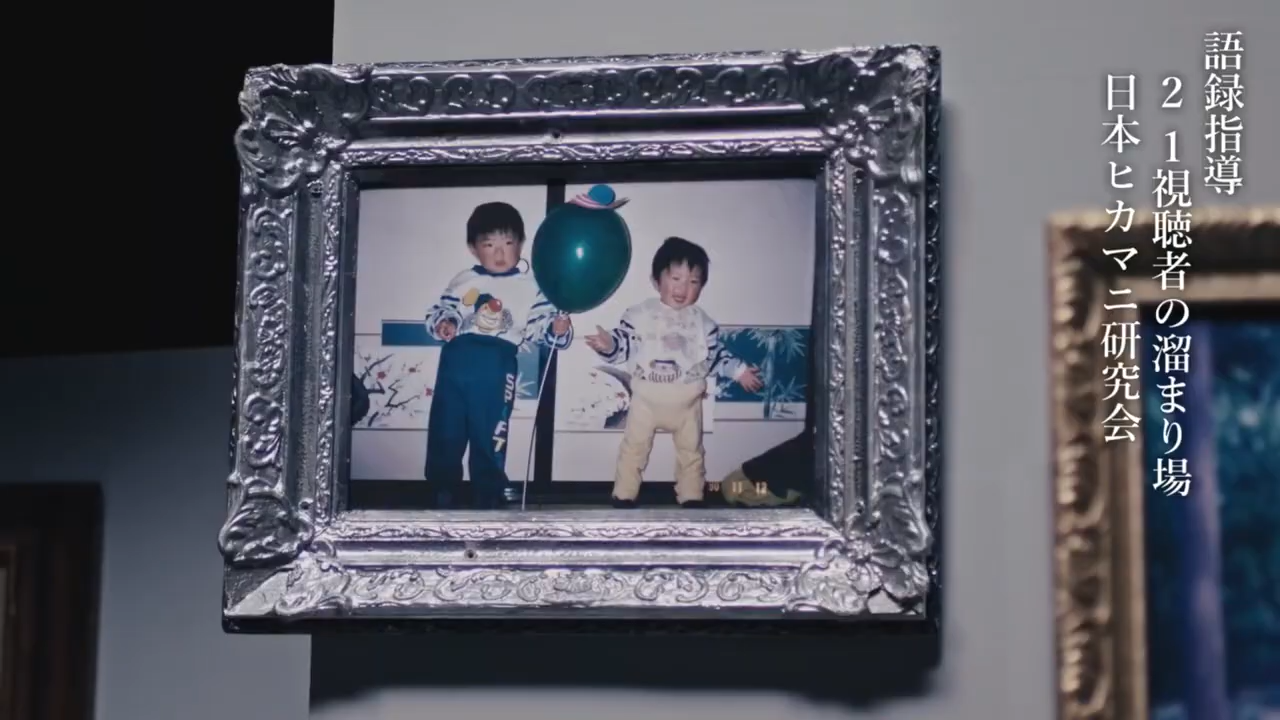 語録指導
21視聴者の溜まり場
日本ヒカマニ研究会